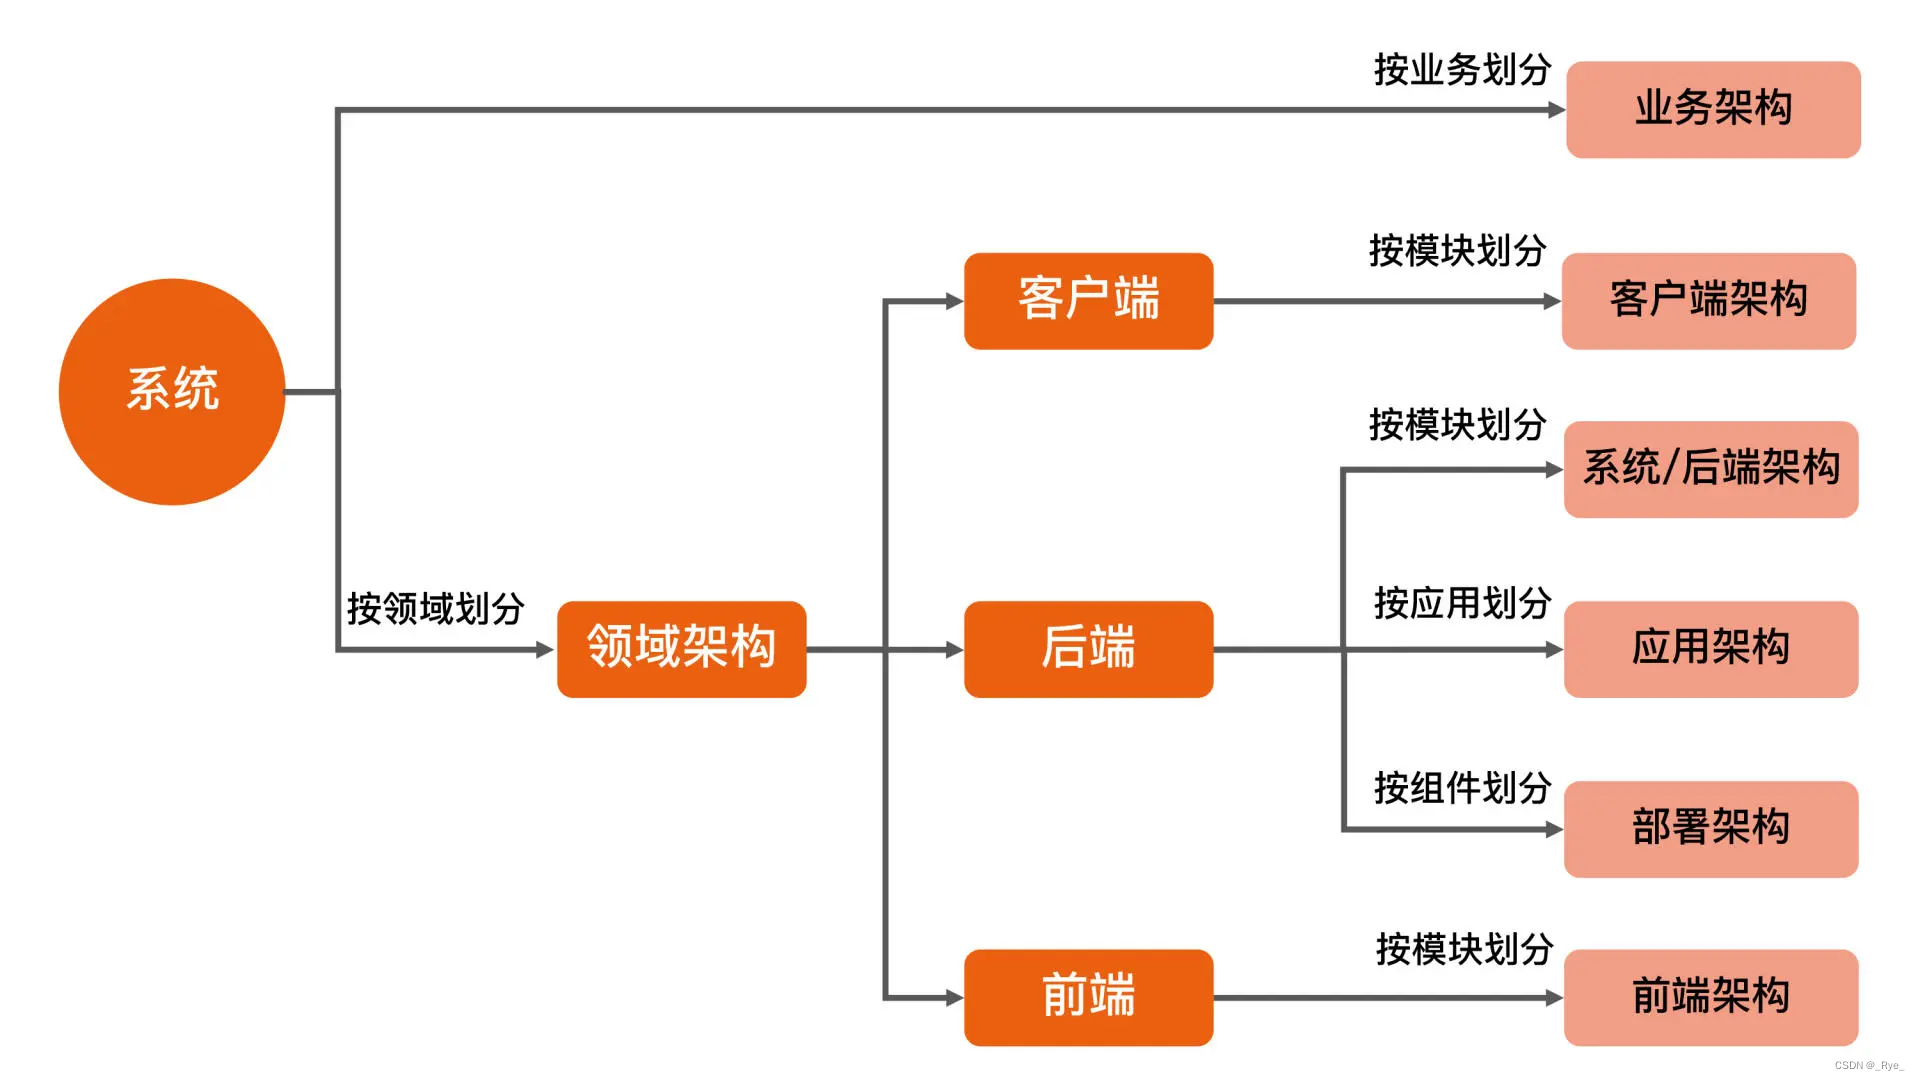 按业务划分
业务架构
按模块划分
客户端
客户端架构
系统
按模块划分
系统/后端架构
按领域划分
领域架构
后端
按应用划分
应用架构
按组件划分
部署架构
前端
按模块划分
前端架构
CSDN @_Rye_